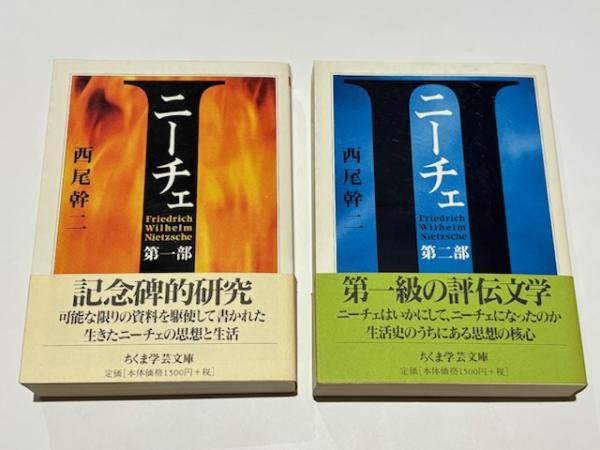 ニーチェ
西尾幹二
Friedrich
Wilhelm
Nietzsche
第一部
記念碑的研究
可能な限りの資料を駆使して書かれた
生きたニーチェの思想と生活
ちくま学芸文庫
定価[本体価格1500円+税]
ニーチェ
西尾幹二
Friedrich
Wilhelm
Nietzsche
第二部
第一級の評伝文学
ニーチェはいかにして、ニーチェになったのか
生活史のうちにある思想の核心
ちくま学芸文庫
定価[本体価格1500円+税]